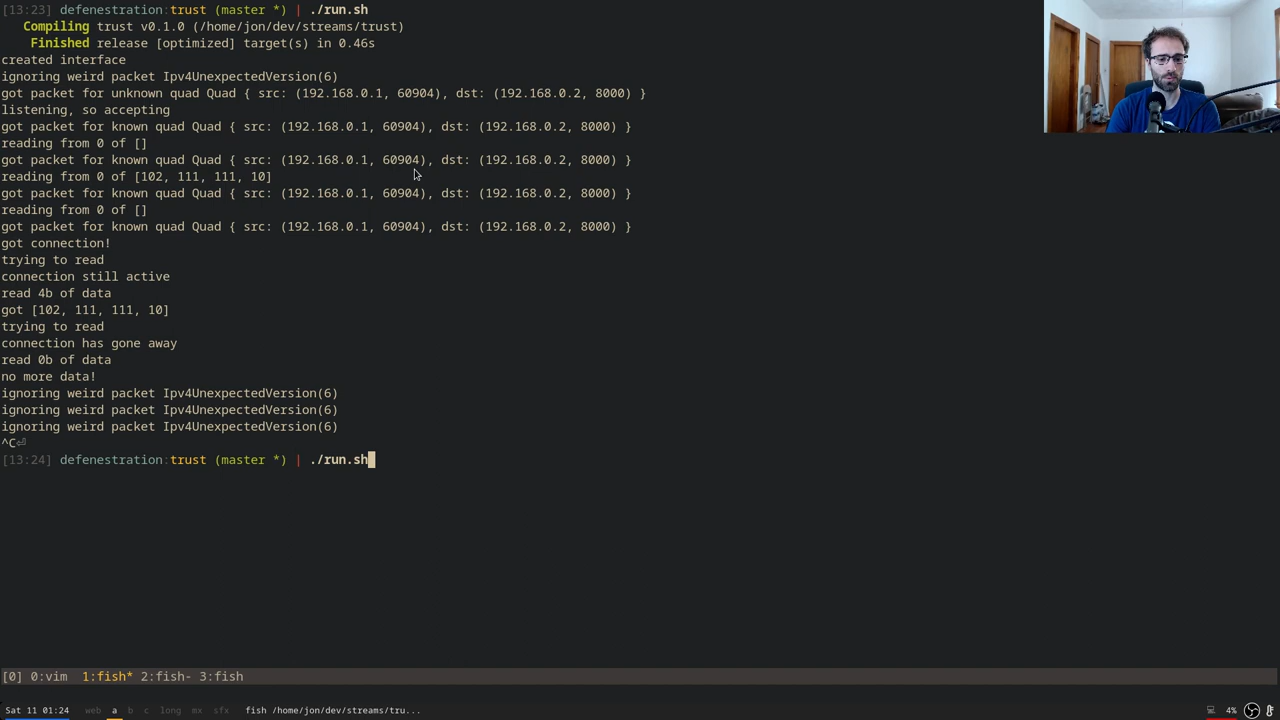 [13:23] defenestration:trust (master *) | ./run.sh
Compiling trust v0.1.0 (/home/jon/dev/streams/trust)
Finished release [optimized] target(s) in 0.46s
created interface
ignoring weird packet Ipv4UnexpectedVersion(6)
got packet for unknown quad Quad { src: (192.168.0.1, 60904), dst: (192.168.0.2, 8000) }
listening, so accepting
got packet for known quad Quad { src: (192.168.0.1, 60904), dst: (192.168.0.2, 8000) }
reading from 0 of []
got packet for known quad Quad { src: (192.168.0.1, 60904), dst: (192.168.0.2, 8000) }
reading from 0 of [102, 111, 111, 10]
got packet for known quad Quad { src: (192.168.0.1, 60904), dst: (192.168.0.2, 8000) }
reading from 0 of []
got packet for known quad Quad { src: (192.168.0.1, 60904), dst: (192.168.0.2, 8000) }
got connection!
trying to read
connection still active
read 4b of data
got [102, 111, 111, 10]
trying to read
connection has gone away
read 0b of data
no more data!
ignoring weird packet Ipv4UnexpectedVersion(6)
ignoring weird packet Ipv4UnexpectedVersion(6)
ignoring weird packet Ipv4UnexpectedVersion(6)
^C⏎
[13:24] defenestration:trust (master *) | ./run.sh
[0] 0:vim 1:fish* 2:fish- 3:fish
Sat 11 01:24 web a b c long mx sfx fish /home/jon/dev/streams/tru... 4%